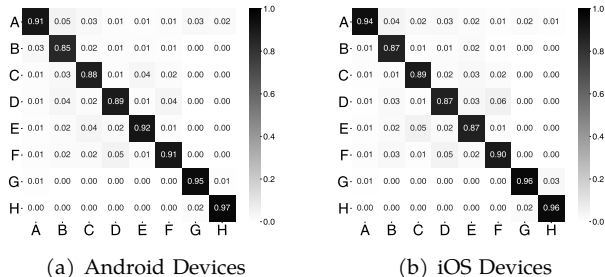 A 0.91 0.05 0.03 0.01 0.01 0.01 0.03 0.02
B 0.03 0.85 0.01 0.01 0.01 0.01 0.00 0.00
C 0.01 0.03 0.88 0.01 0.04 0.02 0.00 0.00
D 0.01 0.04 0.02 0.89 0.01 0.04 0.00 0.00
E 0.01 0.02 0.04 0.02 0.92 0.01 0.00 0.00
F 0.01 0.02 0.02 0.05 0.01 0.91 0.00 0.00
G 0.01 0.00 0.00 0.00 0.00 0.00 0.95 0.01
H 0.00 0.00 0.00 0.00 0.00 0.00 0.02 0.97
A B C D E F G H
1.0
0.8
0.6
0.4
0.2
0.0
(a) Android Devices
A 0.94 0.04 0.02 0.03 0.01 0.01 0.02 0.01
B 0.01 0.87 0.01 0.01 0.02 0.01 0.00 0.00
C 0.01 0.03 0.89 0.01 0.03 0.02 0.00 0.00
D 0.01 0.03 0.01 0.87 0.03 0.06 0.00 0.00
E 0.01 0.02 0.05 0.02 0.87 0.01 0.00 0.00
F 0.01 0.03 0.01 0.05 0.02 0.90 0.00 0.00
G 0.01 0.00 0.00 0.00 0.00 0.00 0.96 0.03
H 0.00 0.00 0.00 0.00 0.00 0.00 0.02 0.96
A B C D E F G H
1.0
0.8
0.6
0.4
0.2
0.0
(b) iOS Devices